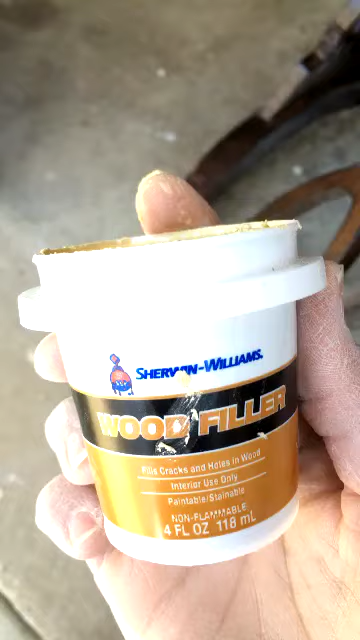 SHERWIN-WILLIAMS.
WOOD FILLER
Fills Cracks and Holes in Wood
Interior Use Only
Paintable/Stainable
NON-FLAMMABLE
4 FL OZ 118 mL